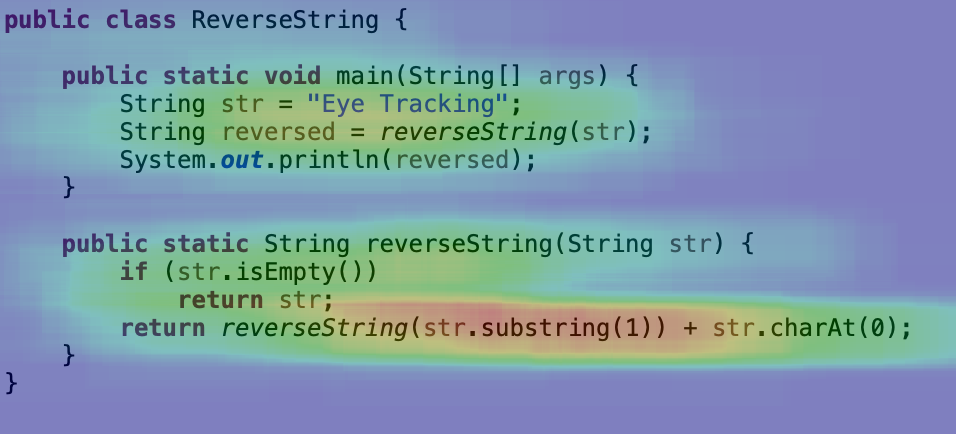 public class ReverseString {
public static void main(String[] args) {
String str = "Eye Tracking";
String reversed = reverseString(str);
System.out.println(reversed);
}
public static String reverseString(String str) {
if (str.isEmpty())
return str;
return reverseString(str.substring(1)) + str.charAt(0);
}
}